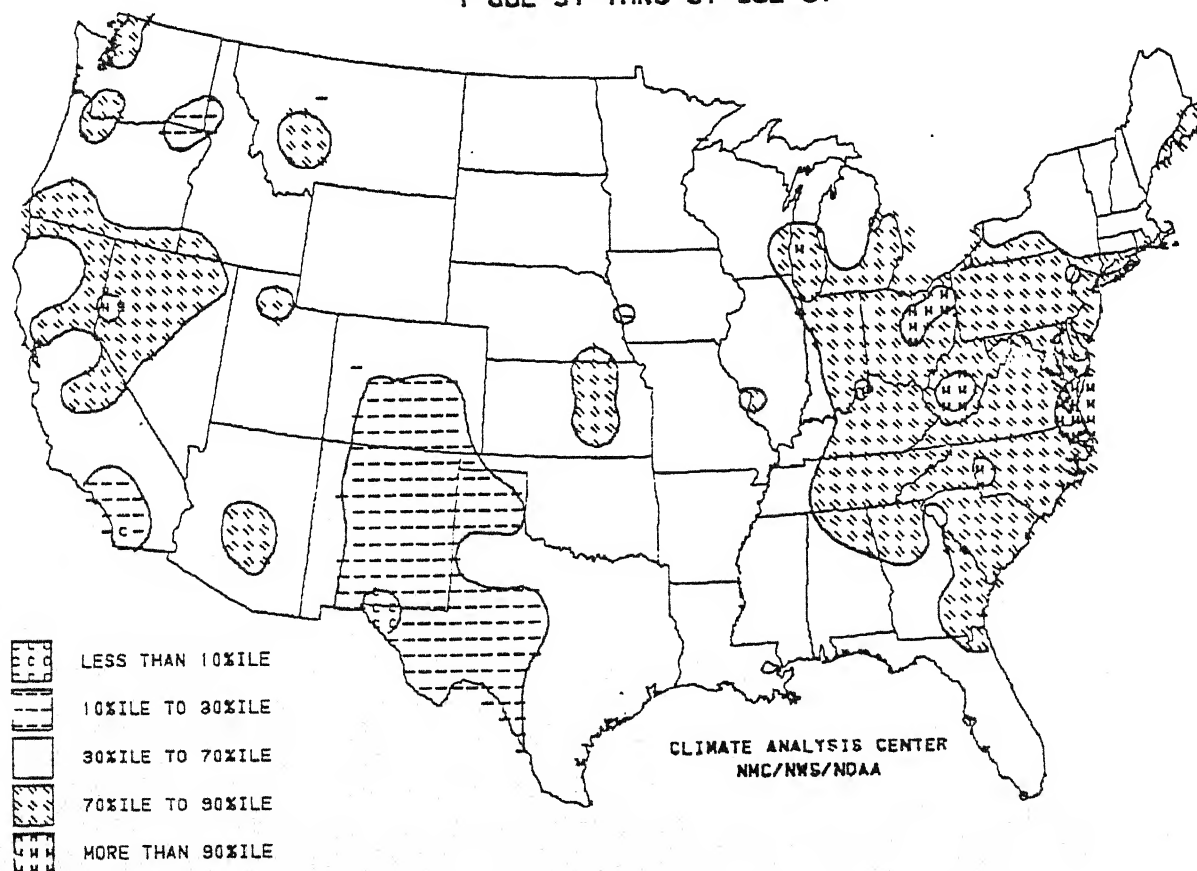 LESS THAN 10%ILE
10%ILE TO 30%ILE
30%ILE TO 70%ILE
70%ILE TO 90%ILE
MORE THAN 90%ILE
CLIMATE ANALYSIS CENTER
NMC/NWS/NOAA